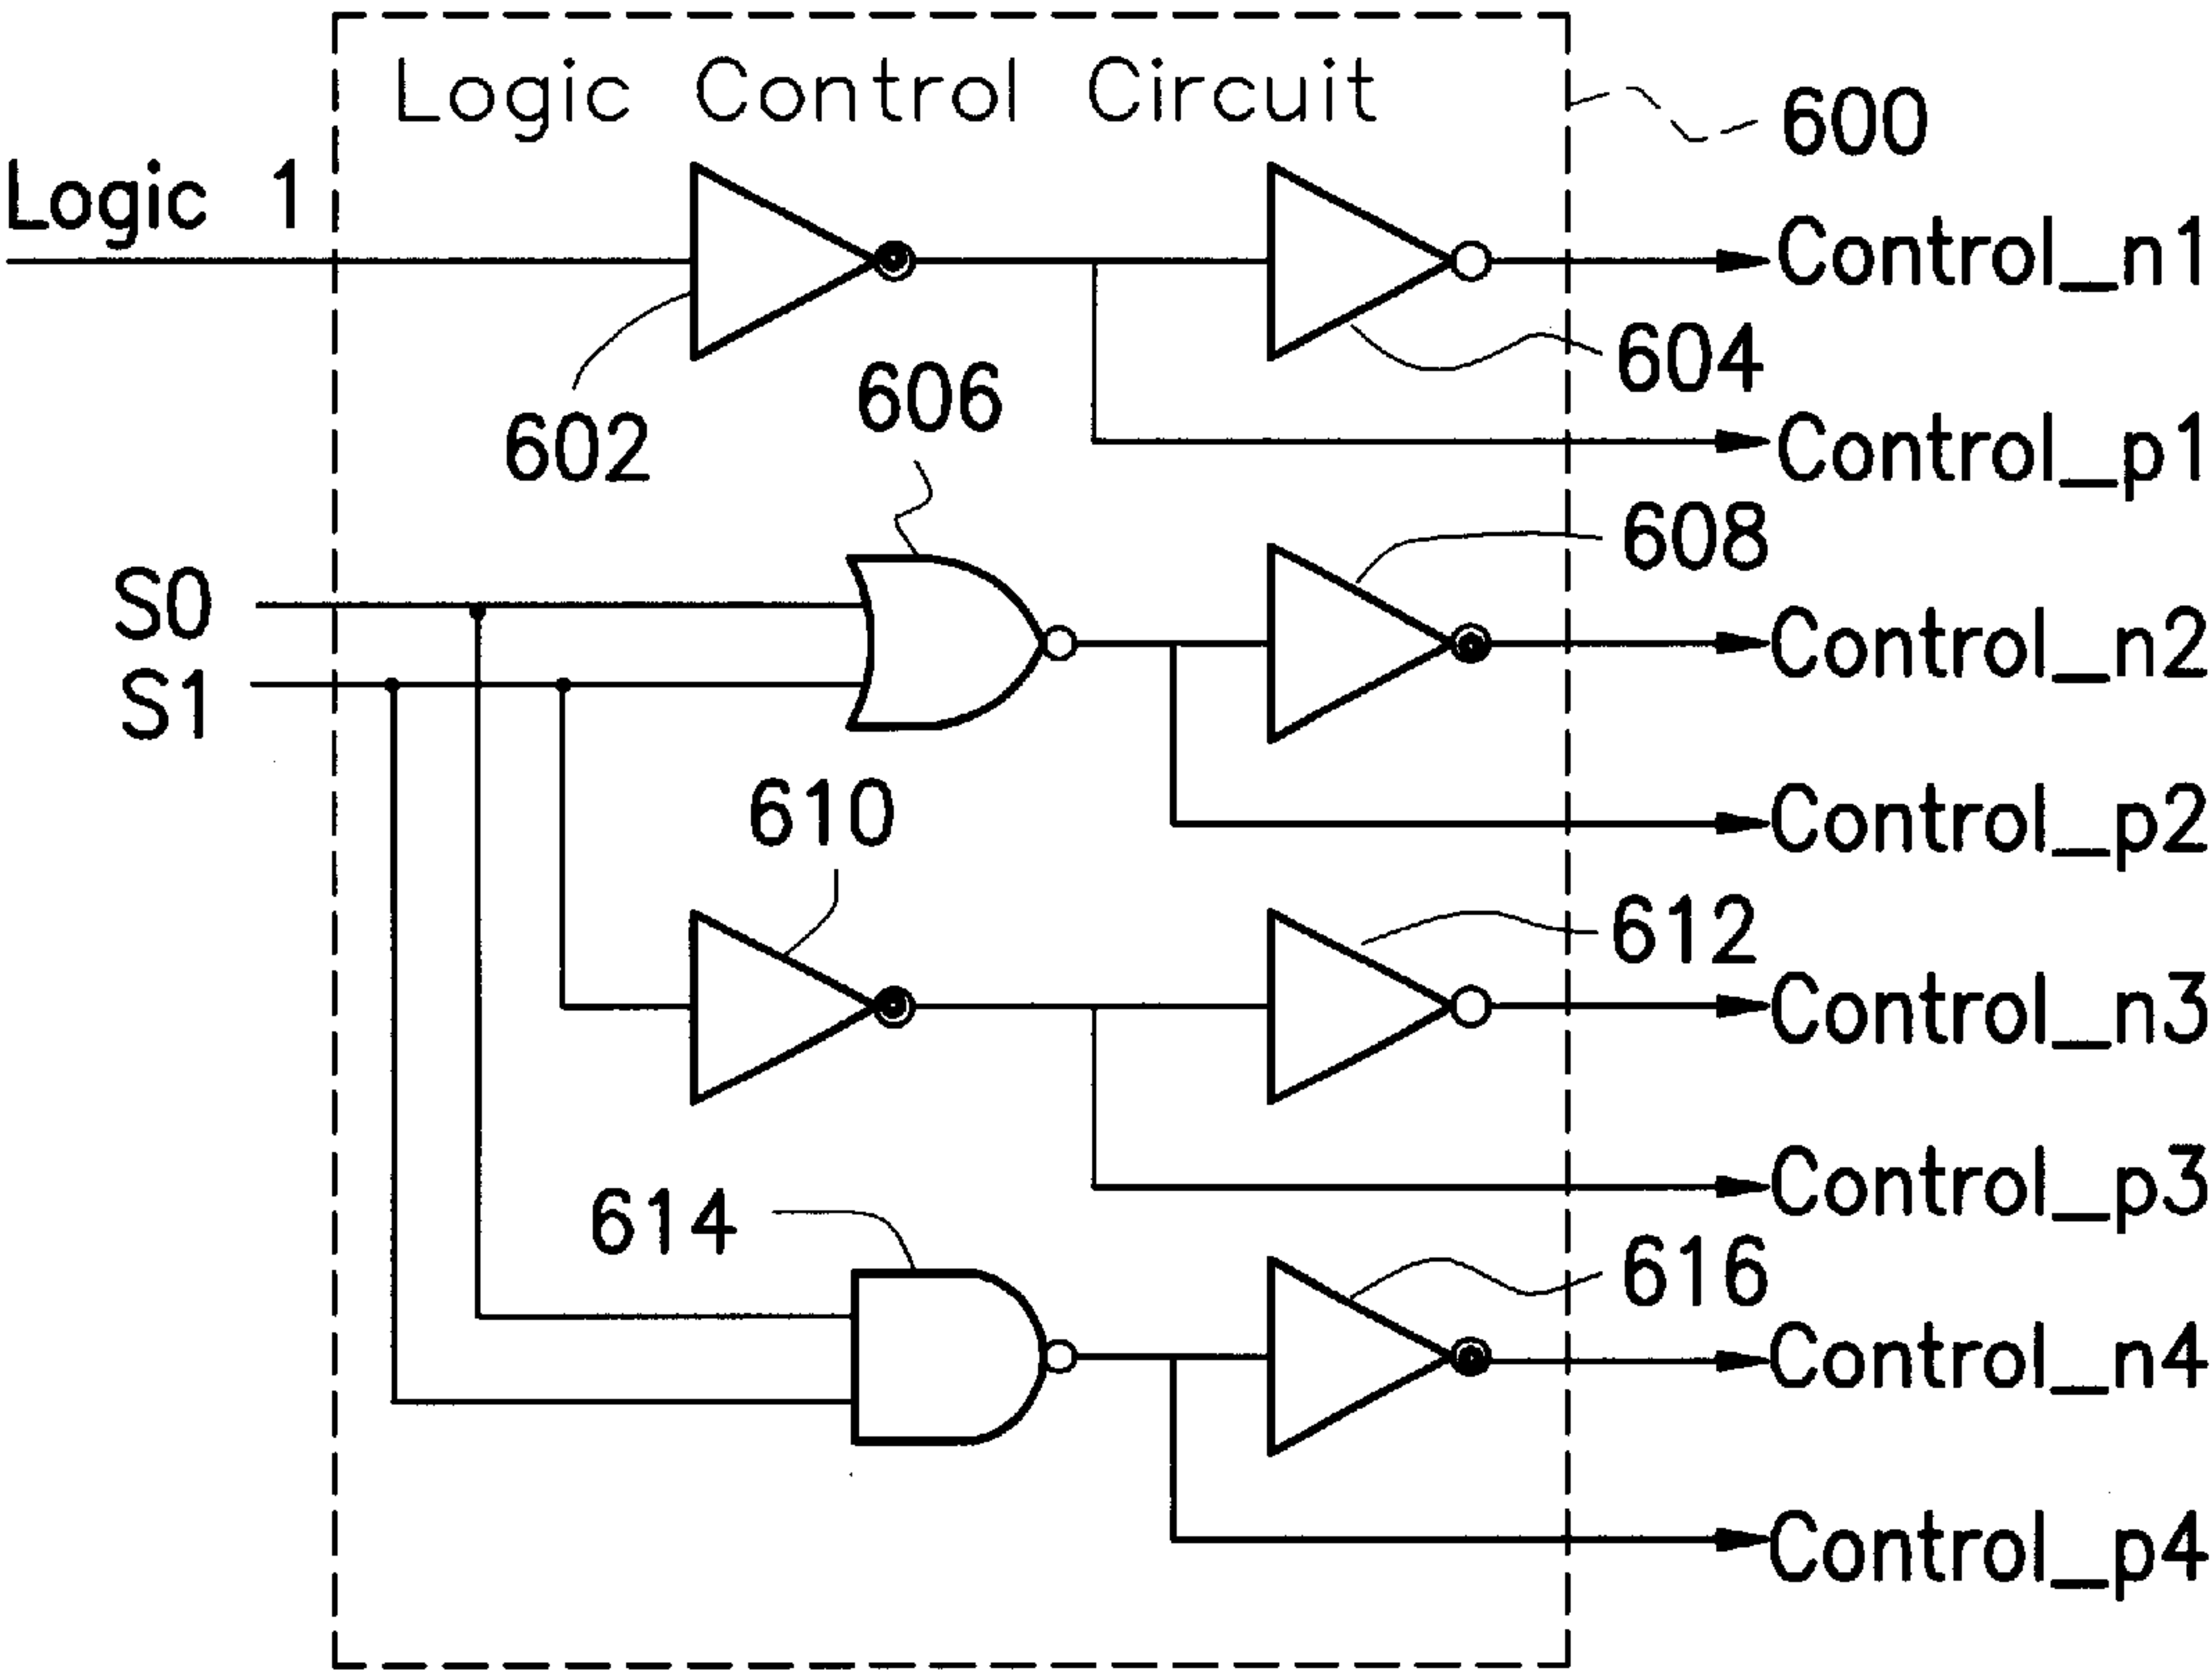 Logic Control Circuit
600
Logic 1
Control_n1
604
606
602
Control_p1
608
S0
Control_n2
S1
610
Control_p2
612
Control_n3
614
Control_p3
616
Control_n4
Control_p4